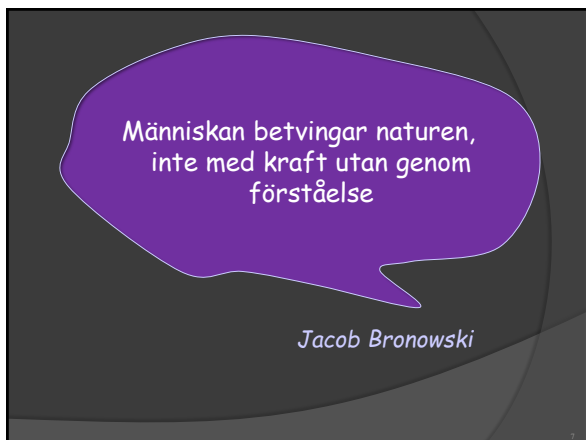 Människan betvingar naturen,
inte med kraft utan genom
förståelse
Jacob Bronowski